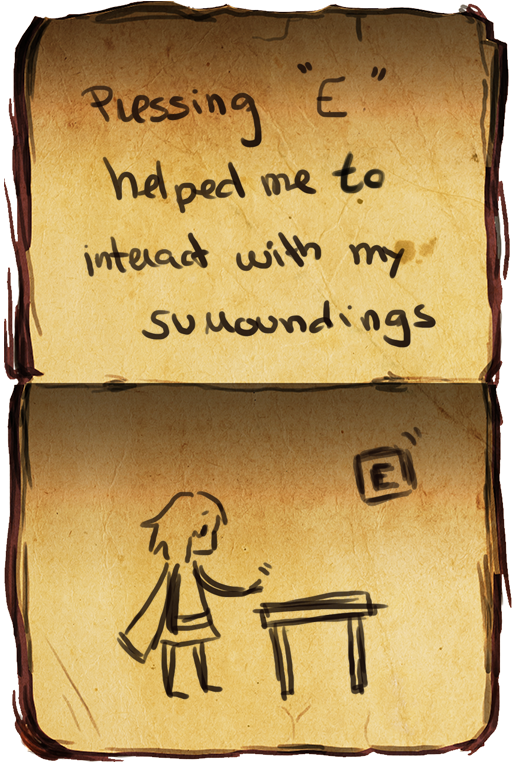 Pressing "E"
helped me to
interact with my
surroundings
E